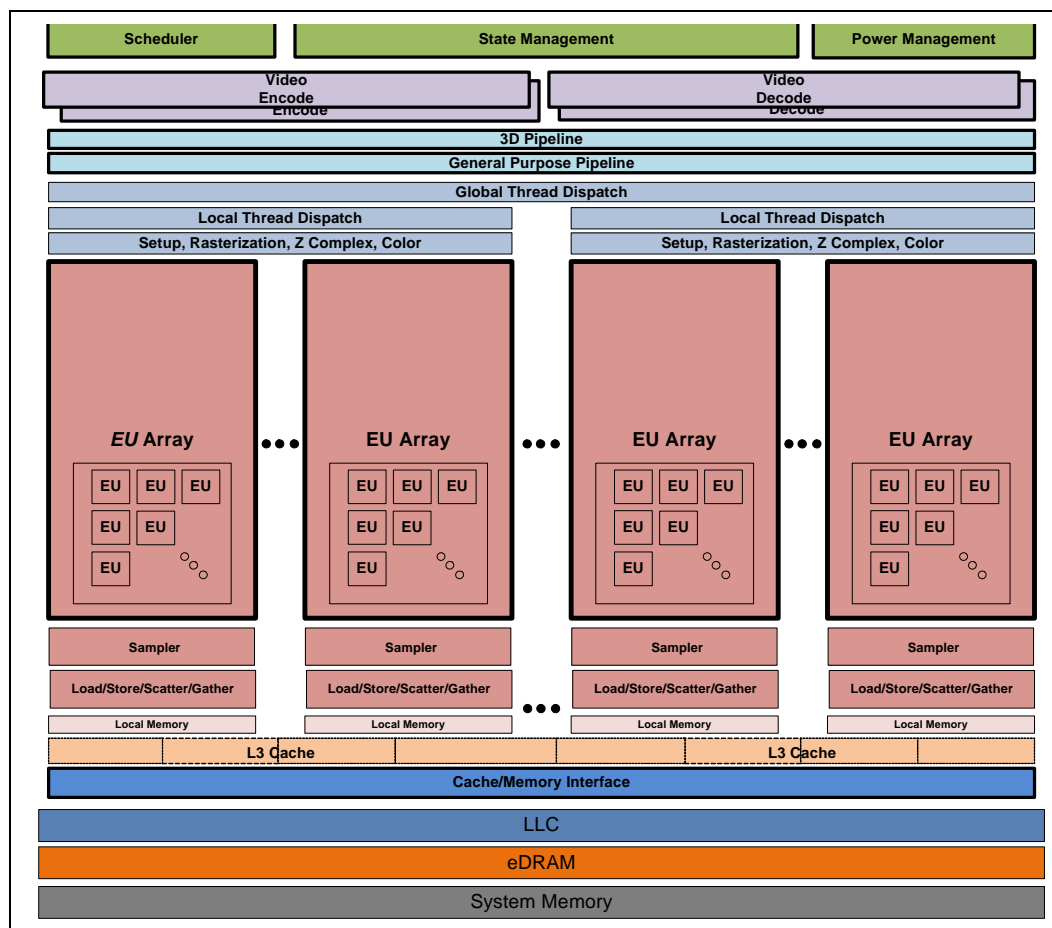 Scheduler State Management Power Management
Video Video
Encode Decode
Encode Decode
3D Pipeline
General Purpose Pipeline
Global Thread Dispatch
Local Thread Dispatch Local Thread Dispatch
Setup, Rasterization, Z Complex, Color Setup, Rasterization, Z Complex, Color
EU Array EU Array EU Array EU Array
EU EU EU EU EU EU EU EU EU EU EU EU
EU EU EU EU EU EU EU EU
EU EU EU EU
Sampler Sampler Sampler Sampler
Load/Store/Scatter/Gather Load/Store/Scatter/Gather Load/Store/Scatter/Gather Load/Store/Scatter/Gather
Local Memory Local Memory Local Memory Local Memory
L3 Cache L3 Cache
Cache/Memory Interface
LLC
eDRAM
System Memory